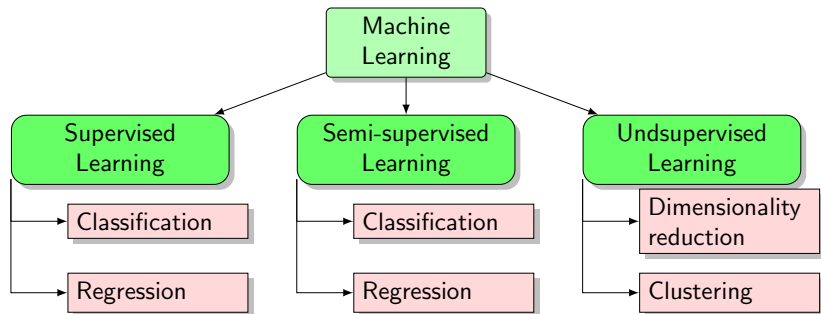 Machine
Learning
Supervised
Learning
Semi-supervised
Learning
Undsupervised
Learning
Classification
Classification
Dimensionality
reduction
Regression
Regression
Clustering